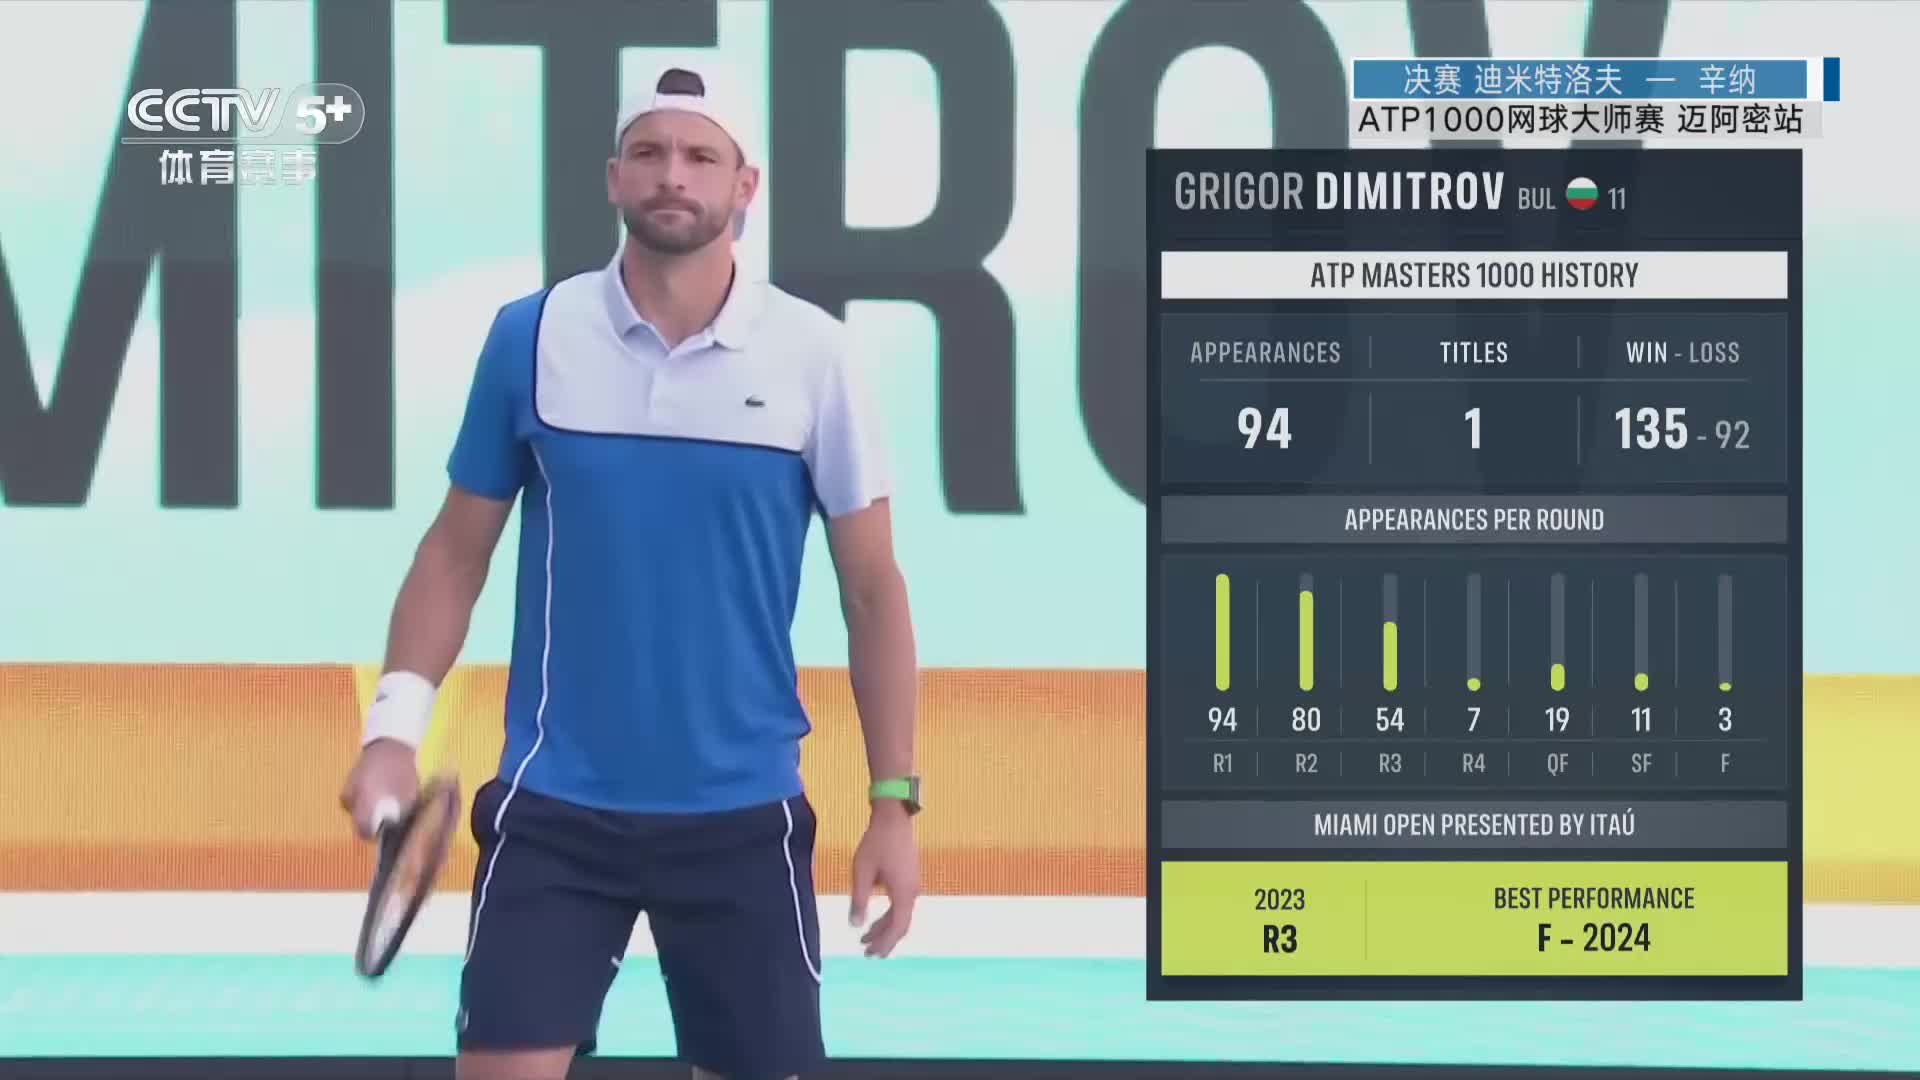 MITROV
CCTV 5+
体育赛事
决赛 迪米特洛夫 — 辛纳
ATP1000网球大师赛 迈阿密站
GRIGOR DIMITROV BUL 11
ATP MASTERS 1000 HISTORY
APPEARANCES TITLES WIN - LOSS
94 1 135 - 92
APPEARANCES PER ROUND
94 80 54 7 19 11 3
R1 R2 R3 R4 QF SF F
MIAMI OPEN PRESENTED BY ITAÚ
2023 BEST PERFORMANCE
R3 F - 2024